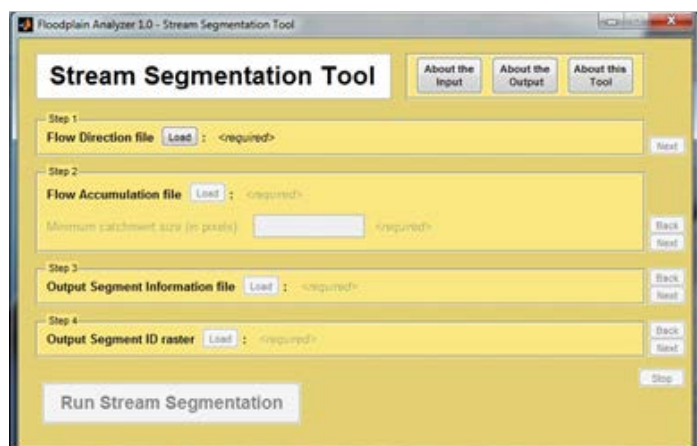 Floodplain Analyzer 1.0 - Stream Segmentation Tool
Stream Segmentation Tool
About the Input
About the Output
About this Tool
Step 1
Flow Direction file Load : <required>
Next
Step 2
Flow Accumulation file Load : <required>
Minimum catchment size (in pixels) <required>
Back
Next
Step 3
Output Segment Information file Load : <required>
Back
Next
Step 4
Output Segment ID raster Load : <required>
Back
Next
Stop
Run Stream Segmentation